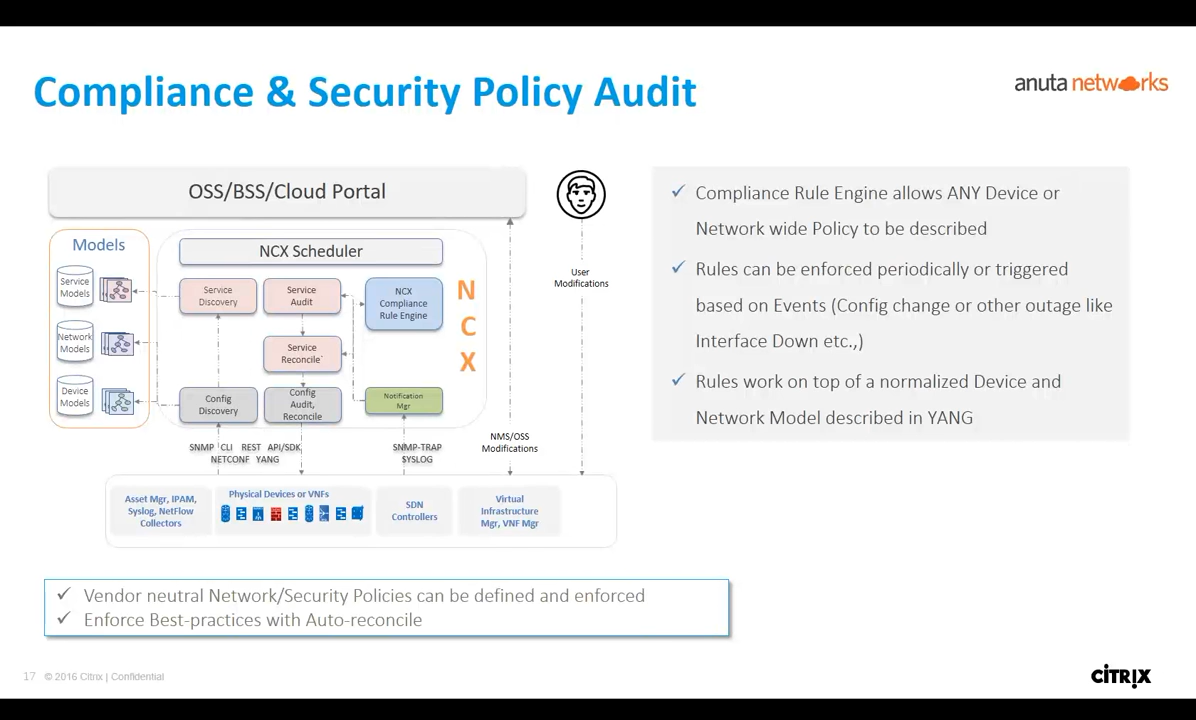 Compliance & Security Policy Audit
anuta networks
OSS/BSS/Cloud Portal
Models
Service
Models
Network
Models
Device
Models
NCX Scheduler
Service
Discovery
Service
Audit
NCX
Compliance
Rule Engine
Service
Reconcile`
Config
Discovery
Config
Audit,
Reconcile
Notification
Mgr
N
C
X
User
Modifications
SNMP CLI REST API/SDK
NETCONF YANG
SNMP-TRAP
SYSLOG
NMS/OSS
Modifications
Asset Mgr, IPAM,
Syslog, NetFlow
Collectors
Physical Devices or VNFs
SDN
Controllers
Virtual
Infrastructure
Mgr, VNF Mgr
✓ Compliance Rule Engine allows ANY Device or
Network wide Policy to be described
✓ Rules can be enforced periodically or triggered
based on Events (Config change or other outage like
Interface Down etc.,)
✓ Rules work on top of a normalized Device and
Network Model described in YANG
✓ Vendor neutral Network/Security Policies can be defined and enforced
✓ Enforce Best-practices with Auto-reconcile
17 © 2016 Citrix | Confidential
CITRIX